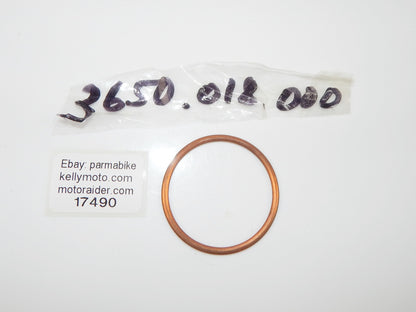 3650.018.000
Ebay: parmabike
kellymoto.com
motoraider.com
17490